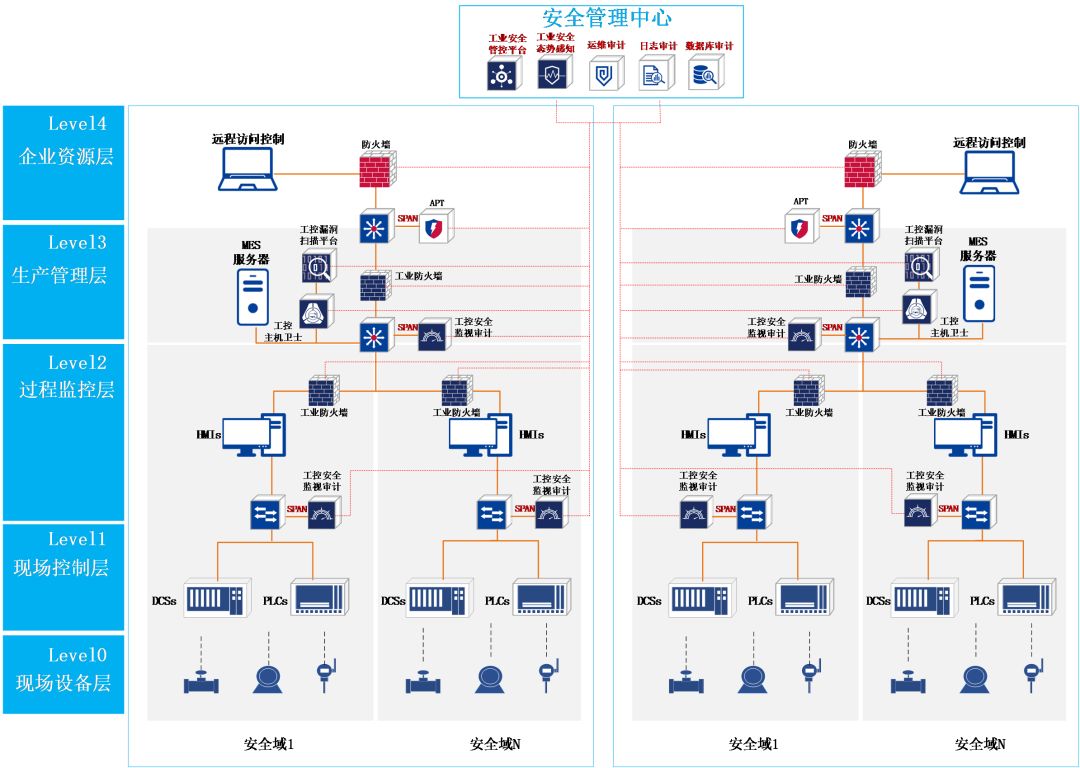 安全管理中心
工业安全
管控平台
工业安全
态势感知
运维审计
日志审计
数据库审计
Level4
企业资源层
远程访问控制
防火墙
防火墙
远程访问控制
SPAN
APT
APT
SPAN
Level3
生产管理层
MES
服务器
工控漏洞
扫描平台
工业防火墙
工控
主机卫士
SPAN
工控安全
监视审计
工控漏洞
扫描平台
MES
服务器
工业防火墙
工控安全
监视审计
SPAN
工控
主机卫士
Level2
过程监控层
工业防火墙
工业防火墙
工业防火墙
工业防火墙
HMIs
HMIs
HMIs
HMIs
工控安全
监视审计
工控安全
监视审计
工控安全
监视审计
工控安全
监视审计
SPAN
SPAN
SPAN
SPAN
Level1
现场控制层
DCSs
PLCs
DCSs
PLCs
DCSs
PLCs
DCSs
PLCs
Level0
现场设备层
安全域1
安全域N
安全域1
安全域N